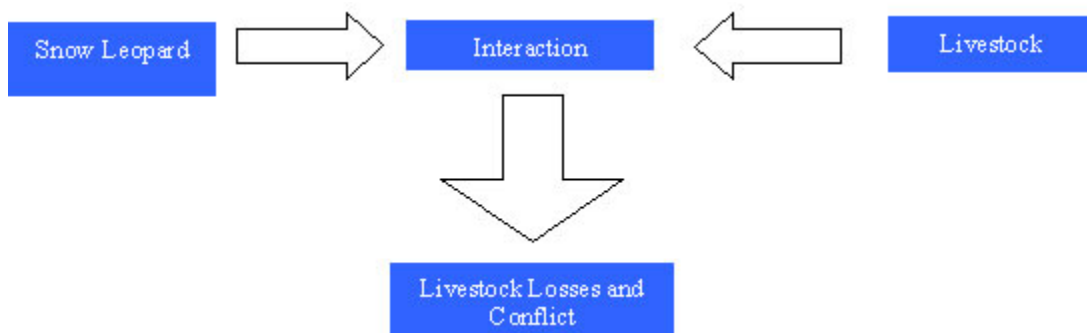 Snow Leopard
Interaction
Livestock
Livestock Losses and
Conflict